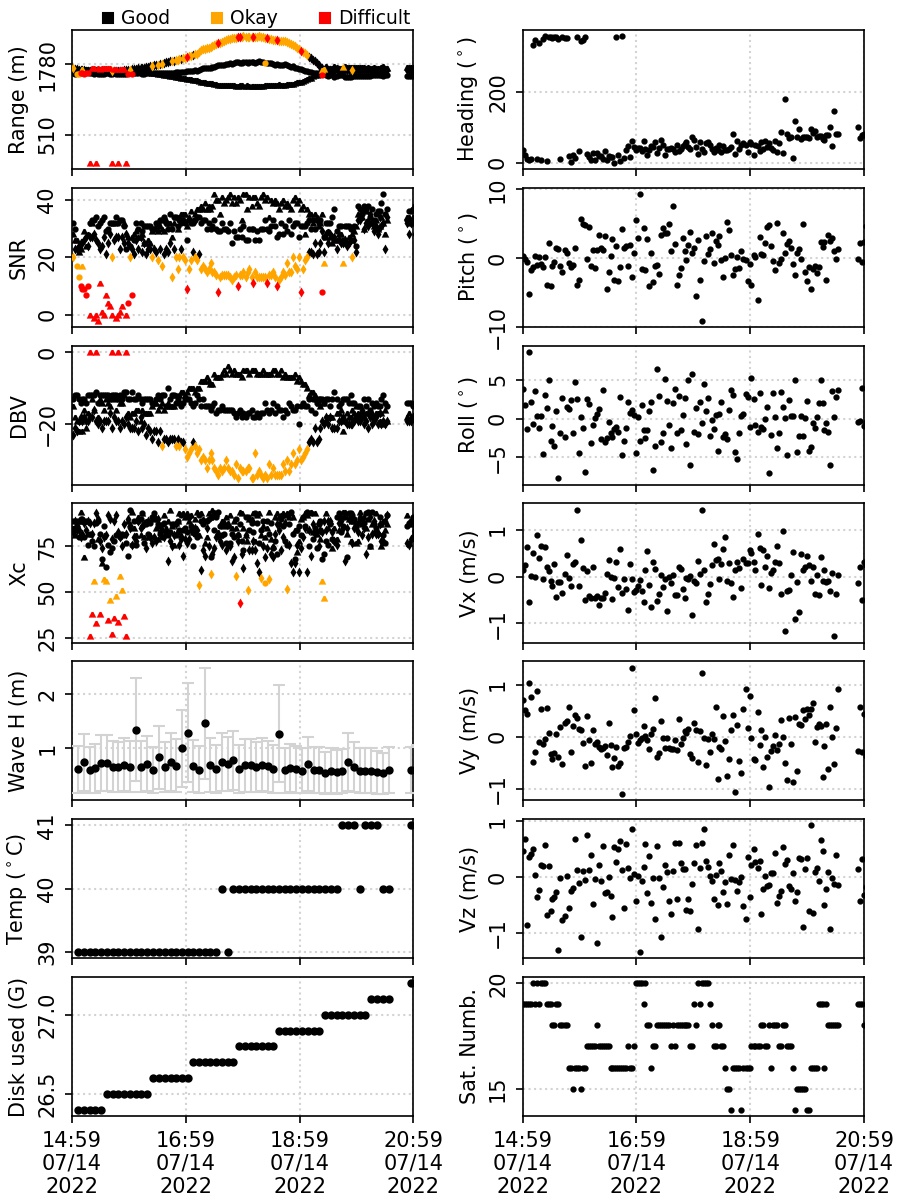 Good Okay Difficult
Range (m)
1780
510
Heading (°)
200
0
SNR
40
20
0
Pitch (°)
10
0
−10
DBV
0
−20
Roll (°)
5
0
−5
Xc
75
50
25
Vx (m/s)
1
0
−1
Wave H (m)
2
1
Vy (m/s)
1
0
−1
Temp (°C)
41
40
39
Vz (m/s)
1
0
−1
Disk used (G)
27.0
26.5
Sat. Numb.
20
15
14:59 16:59 18:59 20:59 14:59 16:59 18:59 20:59
07/14 07/14 07/14 07/14 07/14 07/14 07/14 07/14
2022 2022 2022 2022 2022 2022 2022 2022